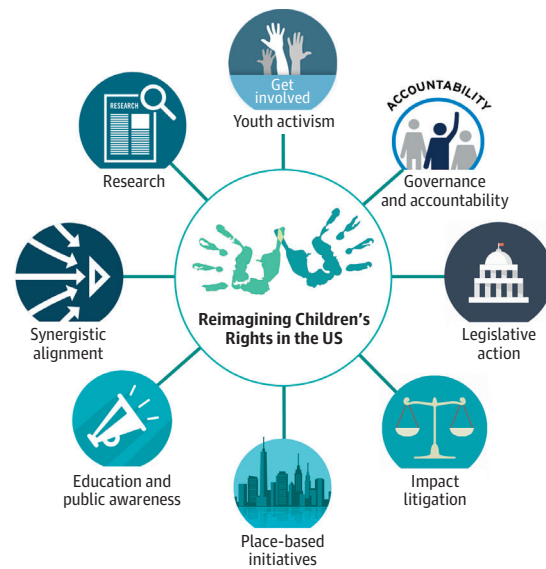 Get
involved
Youth activism
ACCOUNTABILITY
Governance
and accountability
Legislative
action
Impact
litigation
Place-based
initiatives
Education and
public awareness
Synergistic
alignment
RESEARCH
Research
Reimagining Children's
Rights in the US